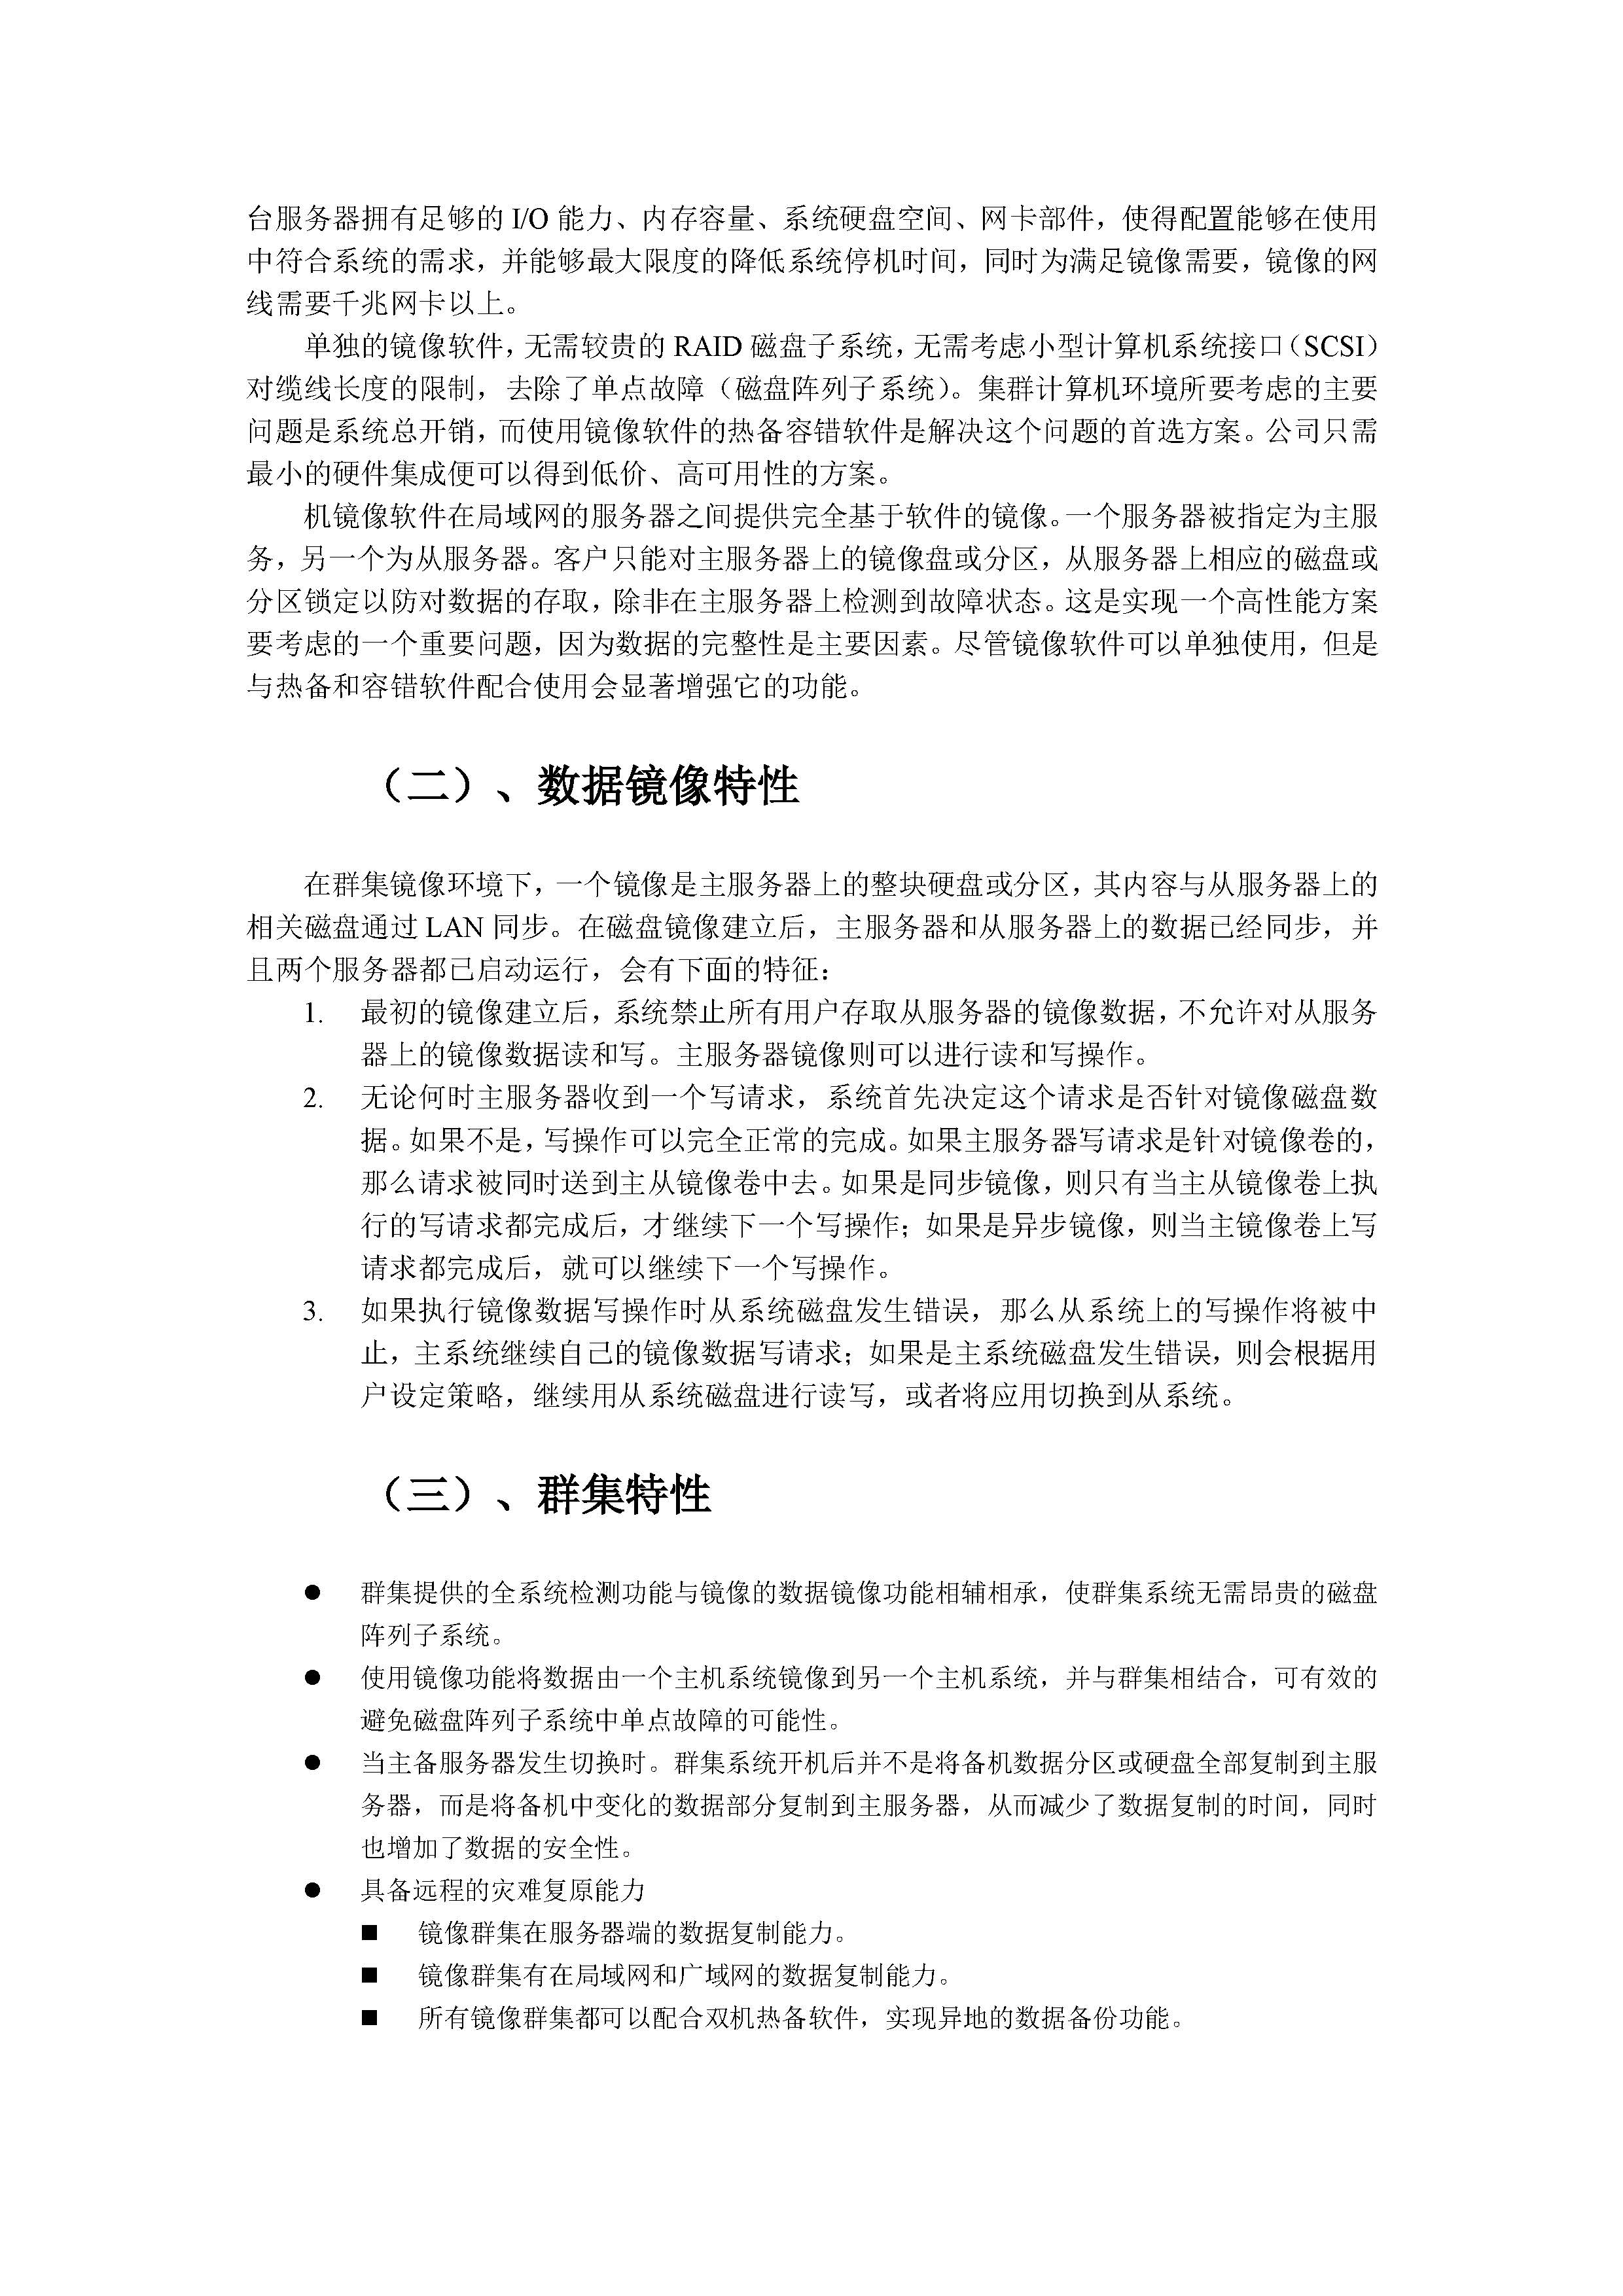 台服务器拥有足够的 I/O 能力、内存容量、系统硬盘空间、网卡部件，使得配置能够在使用
中符合系统的需求，并能够最大限度的降低系统停机时间，同时为满足镜像需要，镜像的网
线需要千兆网卡以上。
单独的镜像软件，无需较贵的 RAID 磁盘子系统，无需考虑小型计算机系统接口（SCSI）
对缆线长度的限制，去除了单点故障（磁盘阵列子系统）。集群计算机环境所要考虑的主要
问题是系统总开销，而使用镜像软件的热备容错软件是解决这个问题的首选方案。公司只需
最小的硬件集成便可以得到低价、高可用性的方案。
机镜像软件在局域网的服务器之间提供完全基于软件的镜像。一个服务器被指定为主服
务，另一个为从服务器。客户只能对主服务器上的镜像盘或分区，从服务器上相应的磁盘或
分区锁定以防对数据的存取，除非在主服务器上检测到故障状态。这是实现一个高性能方案
要考虑的一个重要问题，因为数据的完整性是主要因素。尽管镜像软件可以单独使用，但是
与热备和容错软件配合使用会显著增强它的功能。
（二）、数据镜像特性
在群集镜像环境下，一个镜像是主服务器上的整块硬盘或分区，其内容与从服务器上的
相关磁盘通过 LAN 同步。在磁盘镜像建立后，主服务器和从服务器上的数据已经同步，并
且两个服务器都已启动运行，会有下面的特征：
1. 最初的镜像建立后，系统禁止所有用户存取从服务器的镜像数据，不允许对从服务
器上的镜像数据读和写。主服务器镜像则可以进行读和写操作。
2. 无论何时主服务器收到一个写请求，系统首先决定这个请求是否针对镜像磁盘数
据。如果不是，写操作可以完全正常的完成。如果主服务器写请求是针对镜像卷的，
那么请求被同时送到主从镜像卷中去。如果是同步镜像，则只有当主从镜像卷上执
行的写请求都完成后，才继续下一个写操作；如果是异步镜像，则当主镜像卷上写
请求都完成后，就可以继续下一个写操作。
3. 如果执行镜像数据写操作时从系统磁盘发生错误，那么从系统上的写操作将被中
止，主系统继续自己的镜像数据写请求；如果是主系统磁盘发生错误，则会根据用
户设定策略，继续用从系统磁盘进行读写，或者将应用切换到从系统。
（三）、群集特性
● 群集提供的全系统检测功能与镜像的数据镜像功能相辅相承，使群集系统无需昂贵的磁盘
阵列子系统。
● 使用镜像功能将数据由一个主机系统镜像到另一个主机系统，并与群集相结合，可有效的
避免磁盘阵列子系统中单点故障的可能性。
● 当主备服务器发生切换时。群集系统开机后并不是将备机数据分区或硬盘全部复制到主服
务器，而是将备机中变化的数据部分复制到主服务器，从而减少了数据复制的时间，同时
也增加了数据的安全性。
● 具备远程的灾难复原能力
■ 镜像群集在服务器端的数据复制能力。
■ 镜像群集有在局域网和广域网的数据复制能力。
■ 所有镜像群集都可以配合双机热备软件，实现异地的数据备份功能。